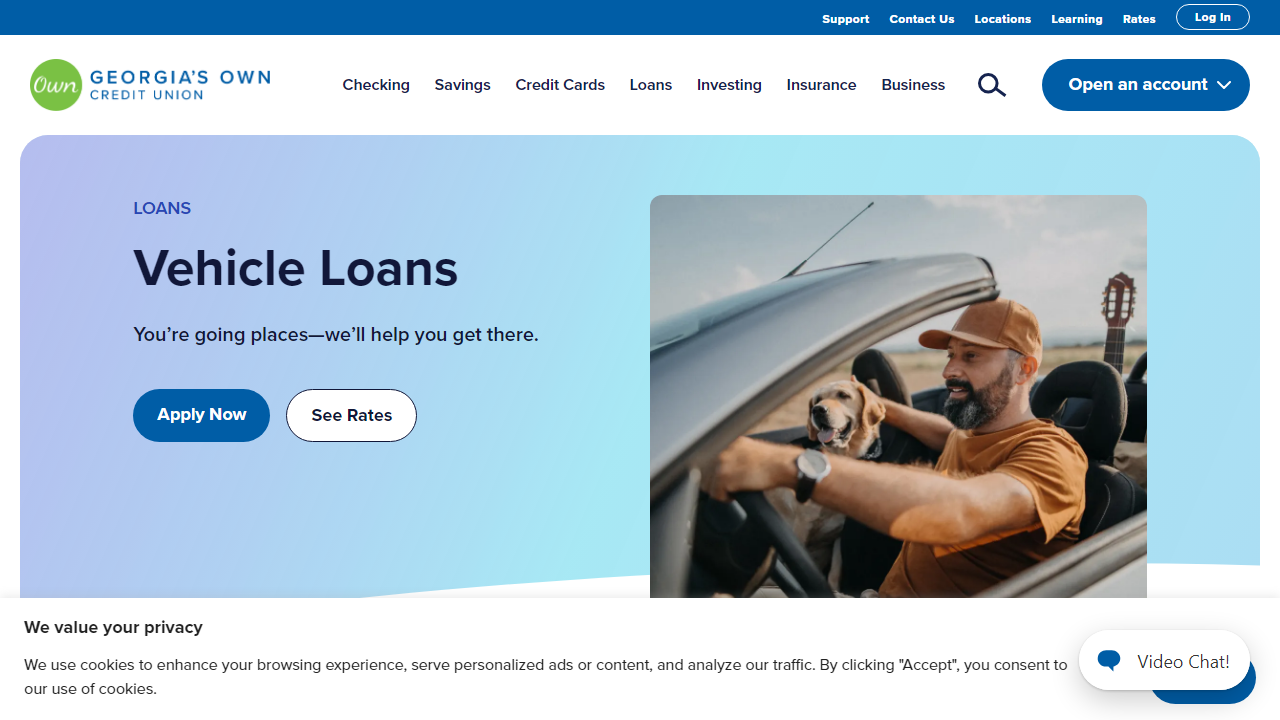 Support Contact Us Locations Learning Rates Log In
Own GEORGIA'S OWN
CREDIT UNION
Checking Savings Credit Cards Loans Investing Insurance Business Open an account
LOANS
Vehicle Loans
You’re going places—we’ll help you get there.
Apply Now See Rates
We value your privacy
We use cookies to enhance your browsing experience, serve personalized ads or content, and analyze our traffic. By clicking "Accept", you consent to
our use of cookies.
Video Chat!